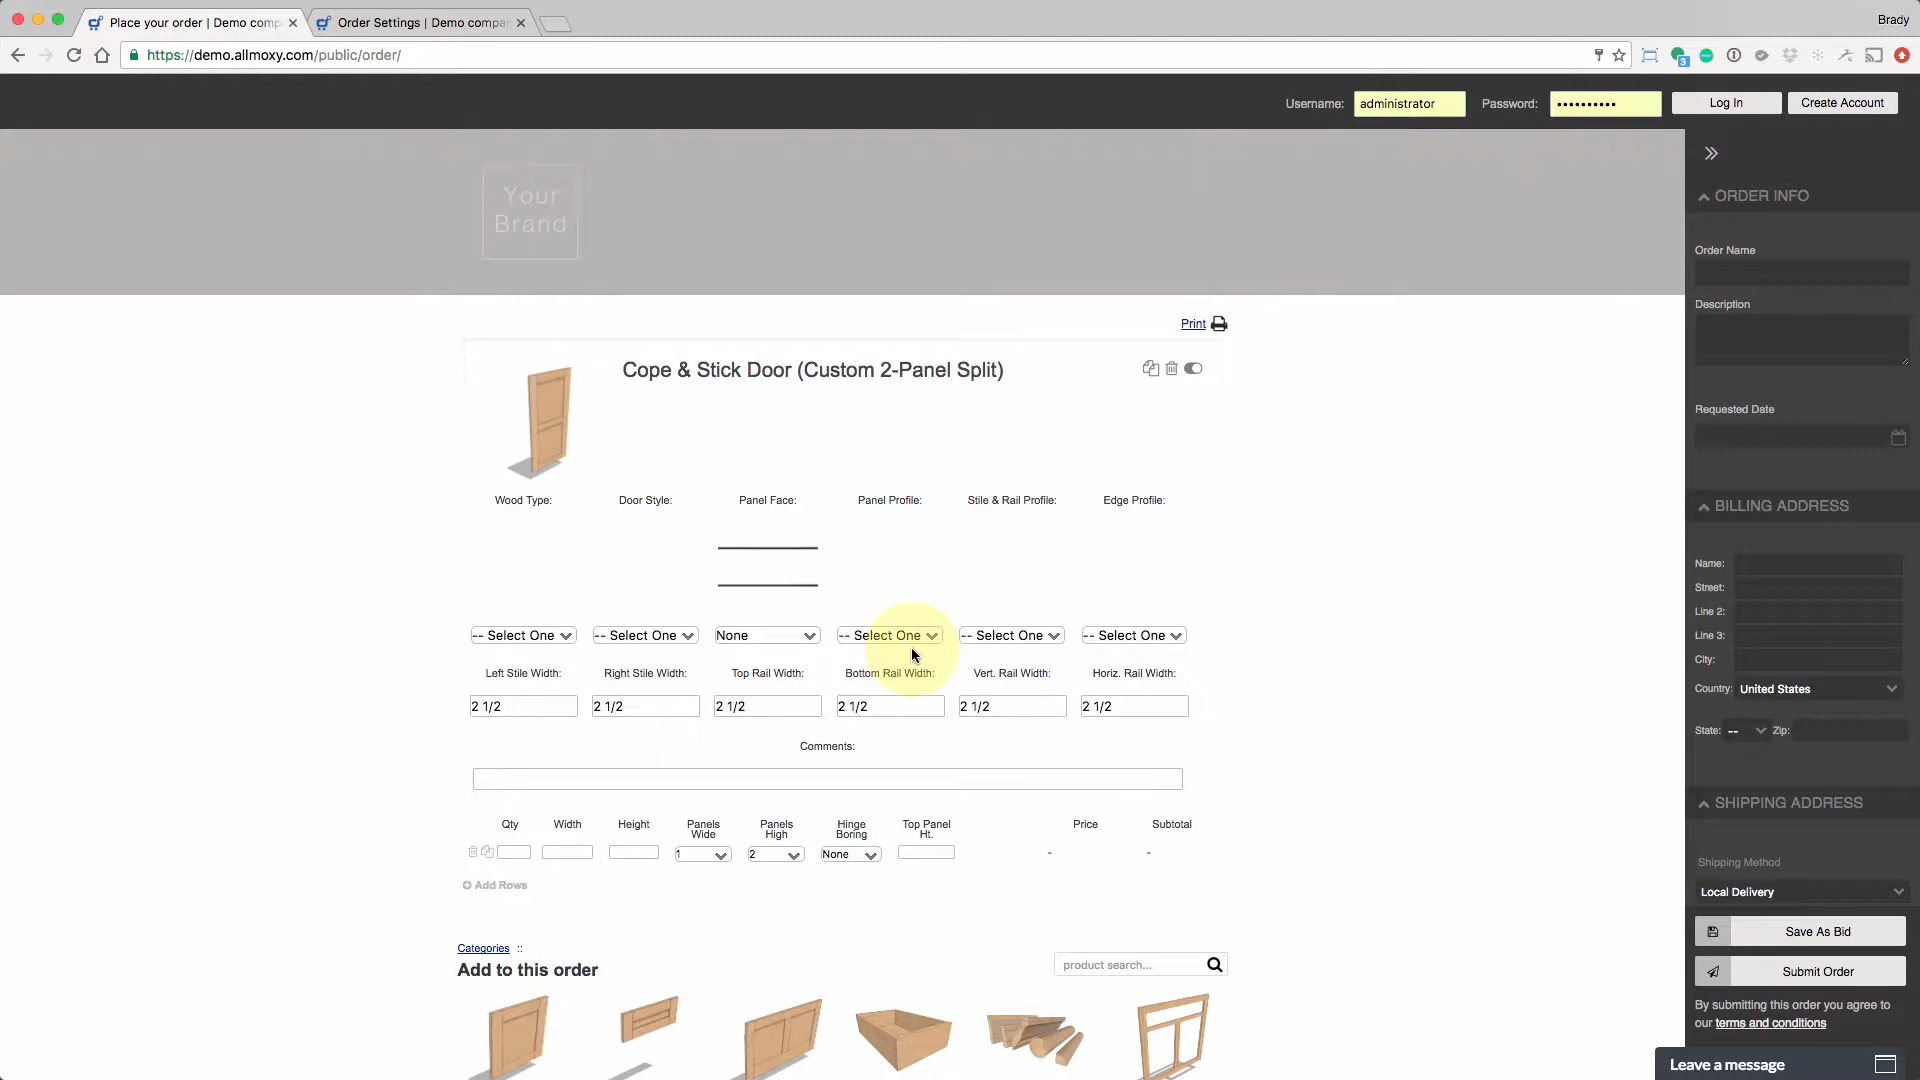 Place your order | Demo comp
Order Settings | Demo compar
Brady
https://demo.allmoxy.com/public/order/
3
Username:
administrator
Password:
••••••••••
Log In
Create Account
Your
Brand
ORDER INFO
Order Name
Description
Print
Cope & Stick Door (Custom 2-Panel Split)
Requested Date
Wood Type:
Door Style:
Panel Face:
Panel Profile:
Stile & Rail Profile:
Edge Profile:
BILLING ADDRESS
Name:
Street:
Line 2:
Line 3:
City:
Country:
United States
State:
--
Zip:
-- Select One
-- Select One
None
-- Select One
-- Select One
-- Select One
Left Stile Width:
Right Stile Width:
Top Rail Width:
Bottom Rail Width:
Vert. Rail Width:
Horiz. Rail Width:
2 1/2
2 1/2
2 1/2
2 1/2
2 1/2
2 1/2
Comments:
SHIPPING ADDRESS
Shipping Method
Local Delivery
Qty
Width
Height
Panels
Wide
Panels
High
Hinge
Boring
Top Panel
Ht.
Price
Subtotal
1
2
None
-
-
Add Rows
Save As Bid
Submit Order
By submitting this order you agree to
our terms and conditions
Categories ::
Add to this order
product search...
Leave a message